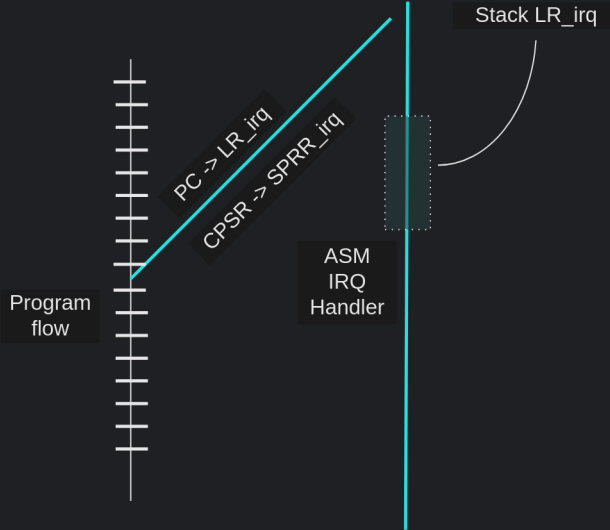 Stack LR_irq
PC -> LR_irq
CPSR -> SPRR_irq
ASM
IRQ
Handler
Program
flow